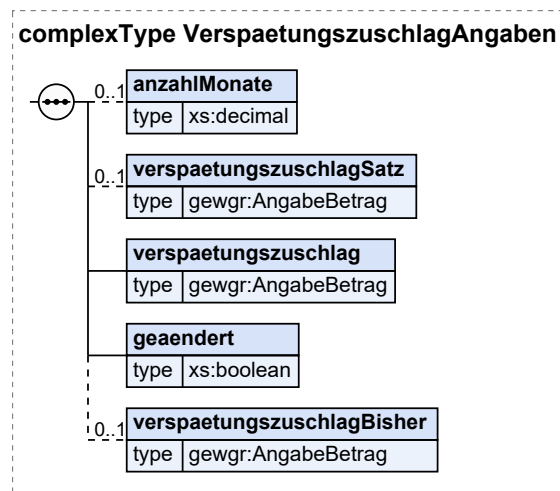 complexType VerspaetungszuschlagAngaben
0..1 anzahlMonate
type xs:decimal
0..1 verspaetungszuschlagSatz
type gewgr:AngabeBetrag
verspaetungszuschlag
type gewgr:AngabeBetrag
geaendert
type xs:boolean
0..1 verspaetungszuschlagBisher
type gewgr:AngabeBetrag